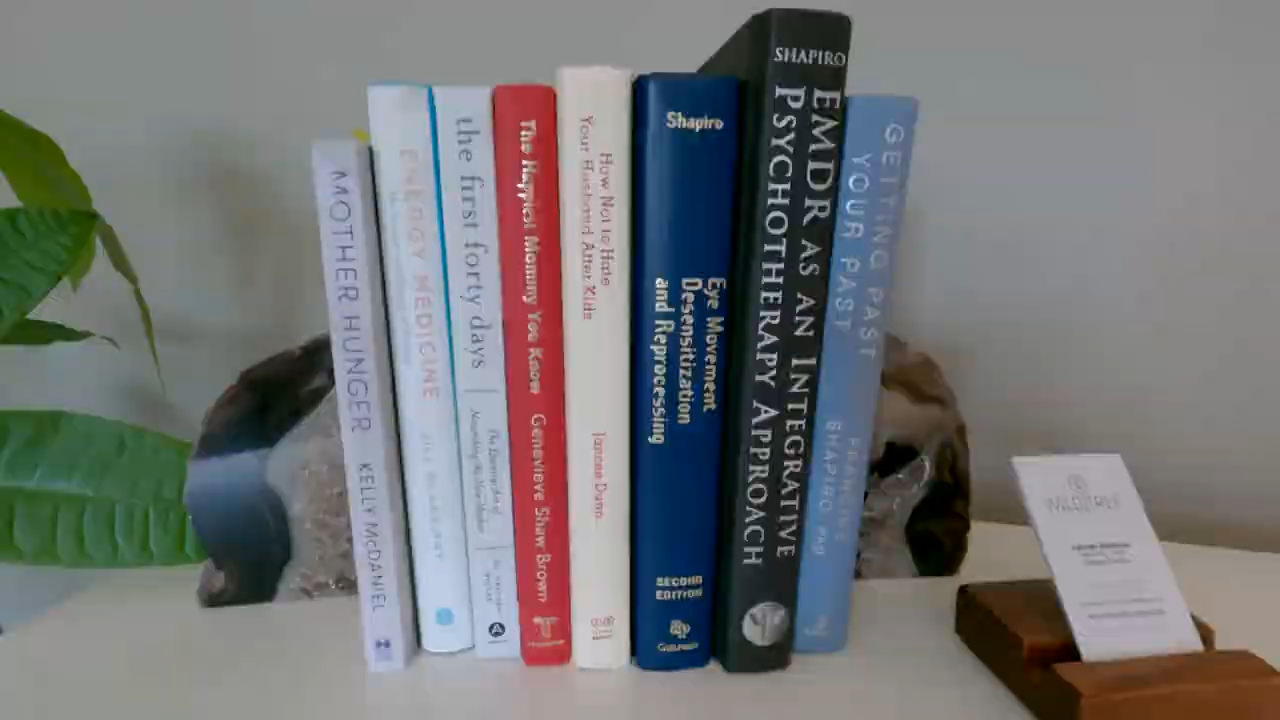 MOTHER HUNGER
KELLY McDANIEL
ENERGY MEDICINE
the first forty days
The Happiest Mommy You Know
Genevieve Shaw Brown
How Not to Hate
Your Husband After Kids
Jancee Dunn
Shapiro
Eye Movement
Desensitization
and Reprocessing
SECOND
EDITION
GUILFORD
SHAPIRO
EMDR AS AN INTEGRATIVE
PSYCHOTHERAPY APPROACH
GETTING PAST
YOUR PAST
FRANCINE
SHAPIRO, PhD
WILDTREE